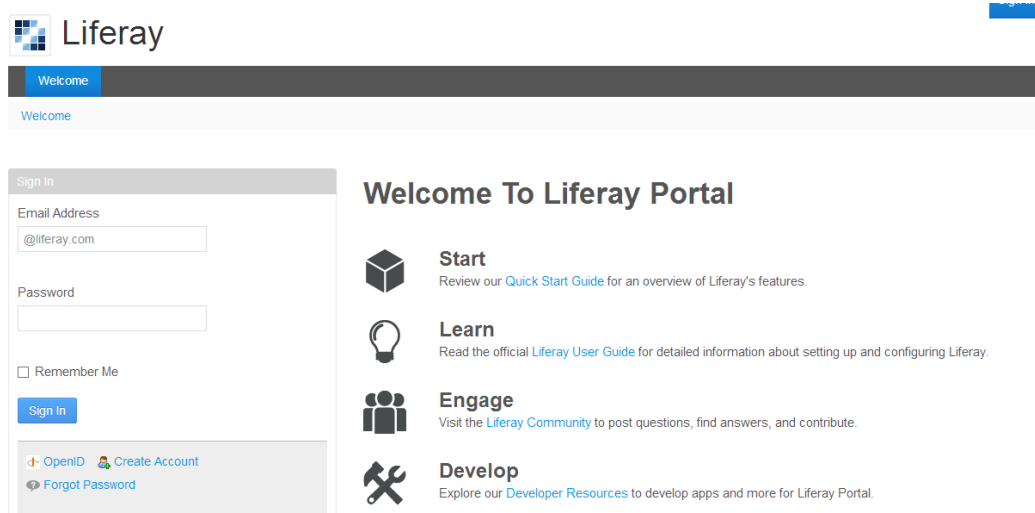 Liferay
Welcome
Welcome
Sign In
Email Address
@liferay.com
Password
Remember Me
Sign In
OpenID Create Account
Forgot Password
Welcome To Liferay Portal
Start
Review our Quick Start Guide for an overview of Liferay's features.
Learn
Read the official Liferay User Guide for detailed information about setting up and configuring Liferay.
Engage
Visit the Liferay Community to post questions, find answers, and contribute.
Develop
Explore our Developer Resources to develop apps and more for Liferay Portal.